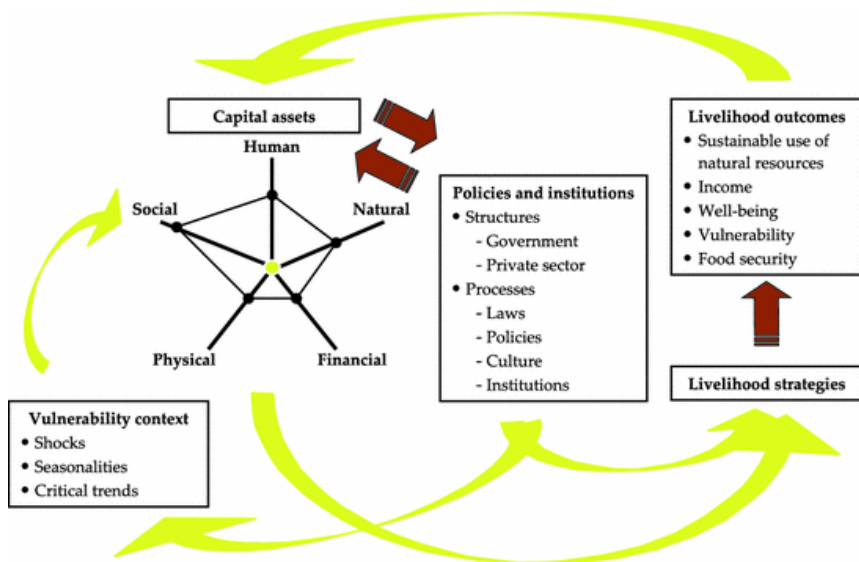 Capital assets
Human
Social
Natural
Physical
Financial
Vulnerability context
• Shocks
• Seasonalities
• Critical trends
Policies and institutions
• Structures
- Government
- Private sector
• Processes
- Laws
- Policies
- Culture
- Institutions
Livelihood outcomes
• Sustainable use of
natural resources
• Income
• Well-being
• Vulnerability
• Food security
Livelihood strategies